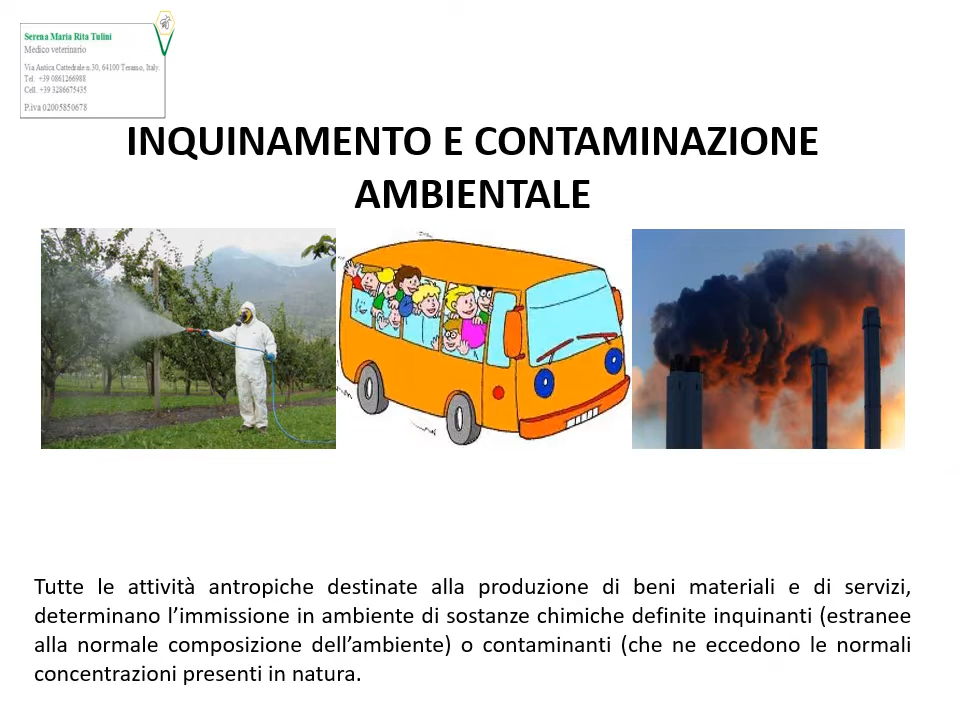 Serena Maria Rita Tulini
Medico veterinario
Via Antica Cattedrale n.30, 64100 Teramo, Italy.
Tel. +39 0861266988
Cell. +39 3286675435
P.iva 02005850678
INQUINAMENTO E CONTAMINAZIONE
AMBIENTALE
Tutte le attività antropiche destinate alla produzione di beni materiali e di servizi,
determinano l’immissione in ambiente di sostanze chimiche definite inquinanti (estranee
alla normale composizione dell’ambiente) o contaminanti (che ne eccedono le normali
concentrazioni presenti in natura.